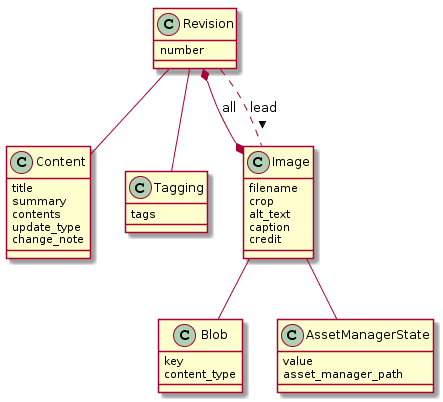 C Revision
number
all
lead
C Content
title
summary
contents
update_type
change_note
C Tagging
tags
C Image
filename
crop
alt_text
caption
credit
C Blob
key
content_type
C AssetManagerState
value
asset_manager_path